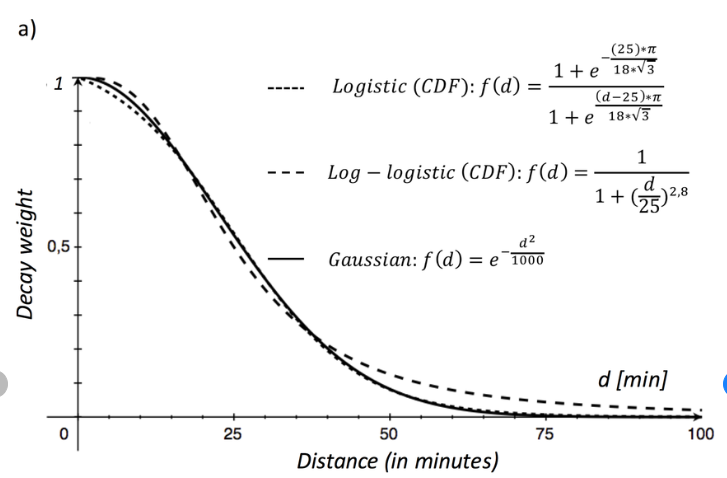 a)
1
0,5
0
25
50
75
100
Decay weight
Distance (in minutes)
d [min]
Logistic (CDF): f(d) = (1 + e^(−((25)∗π)/(18∗√3))) / (1 + e^(((d−25)∗π)/(18∗√3)))
Log − logistic (CDF): f(d) = 1 / (1 + (d/25)^2,8)
Gaussian: f(d) = e^(−d²/1000)